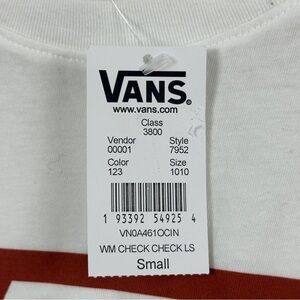 VANS
www.vans.com
Class
3800
Vendor Style
00001 7952
Color Size
123 1010
1 93392 54925 4
VN0A461OCIN
WM CHECK CHECK LS
Small